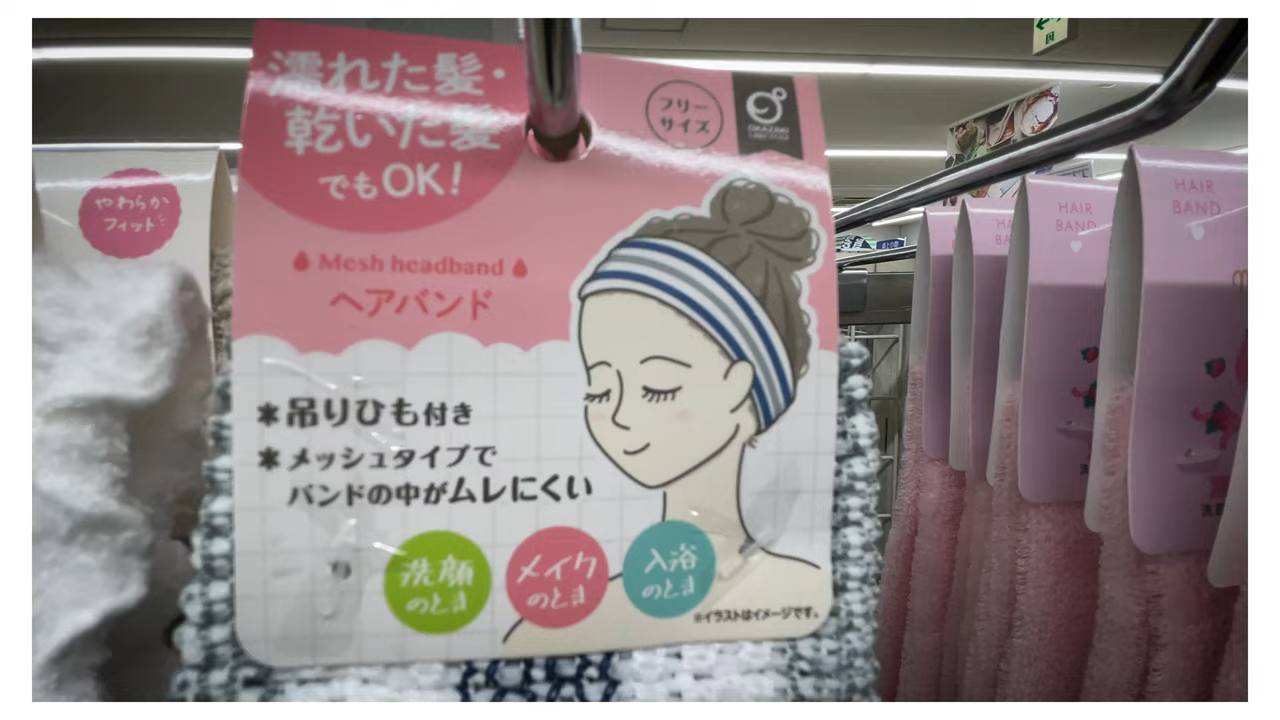 濡れた髪・
乾いた髪
でもOK!
フリー
サイズ
OKAZAKI
Mesh headband
ヘアバンド
*吊りひも付き
*メッシュタイプで
バンドの中がムレにくい
洗顔
のとき
メイク
のとき
入浴
のとき
※イラストはイメージです。
やわらか
フィット
HAIR
BAND
HAIR
BAND